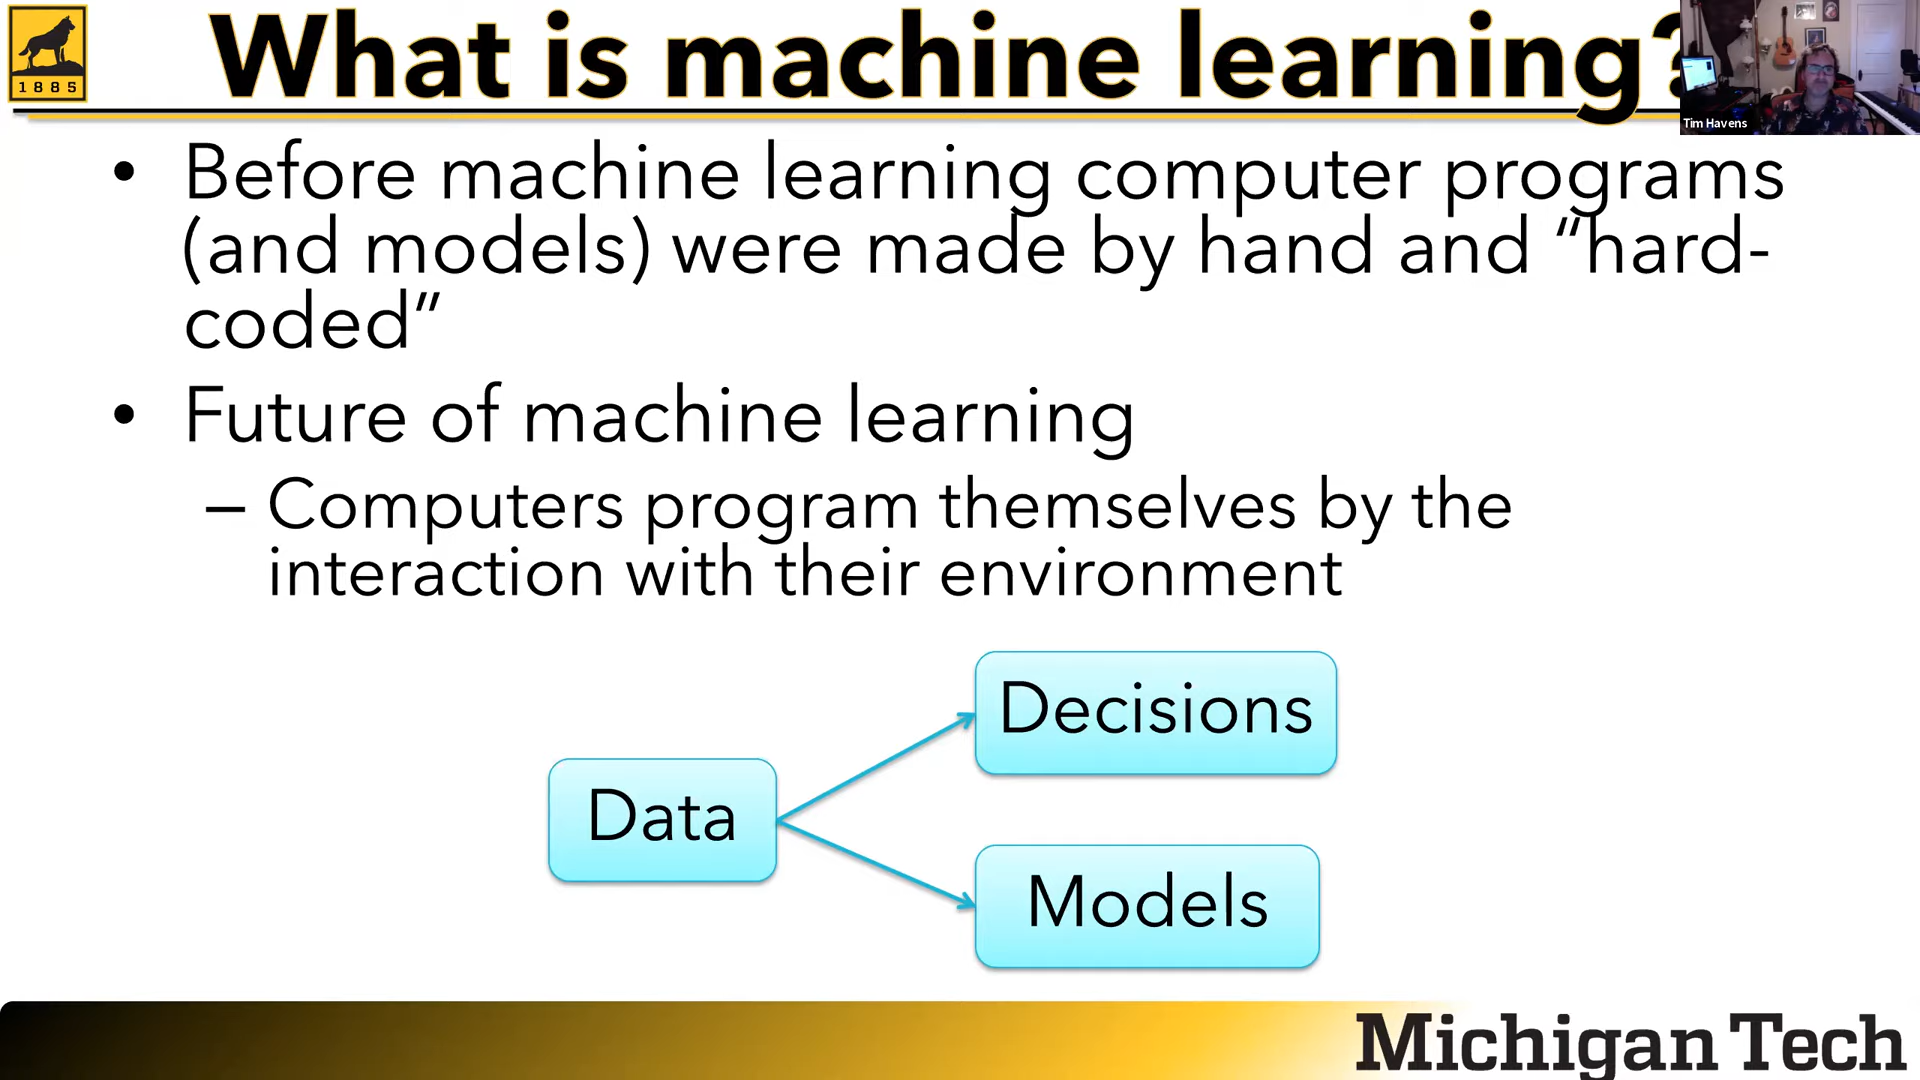 1885
What is machine learning?
Tim Havens
• Before machine learning computer programs
(and models) were made by hand and “hard-
coded”
• Future of machine learning
– Computers program themselves by the
interaction with their environment
Decisions
Data
Models
Michigan Tech